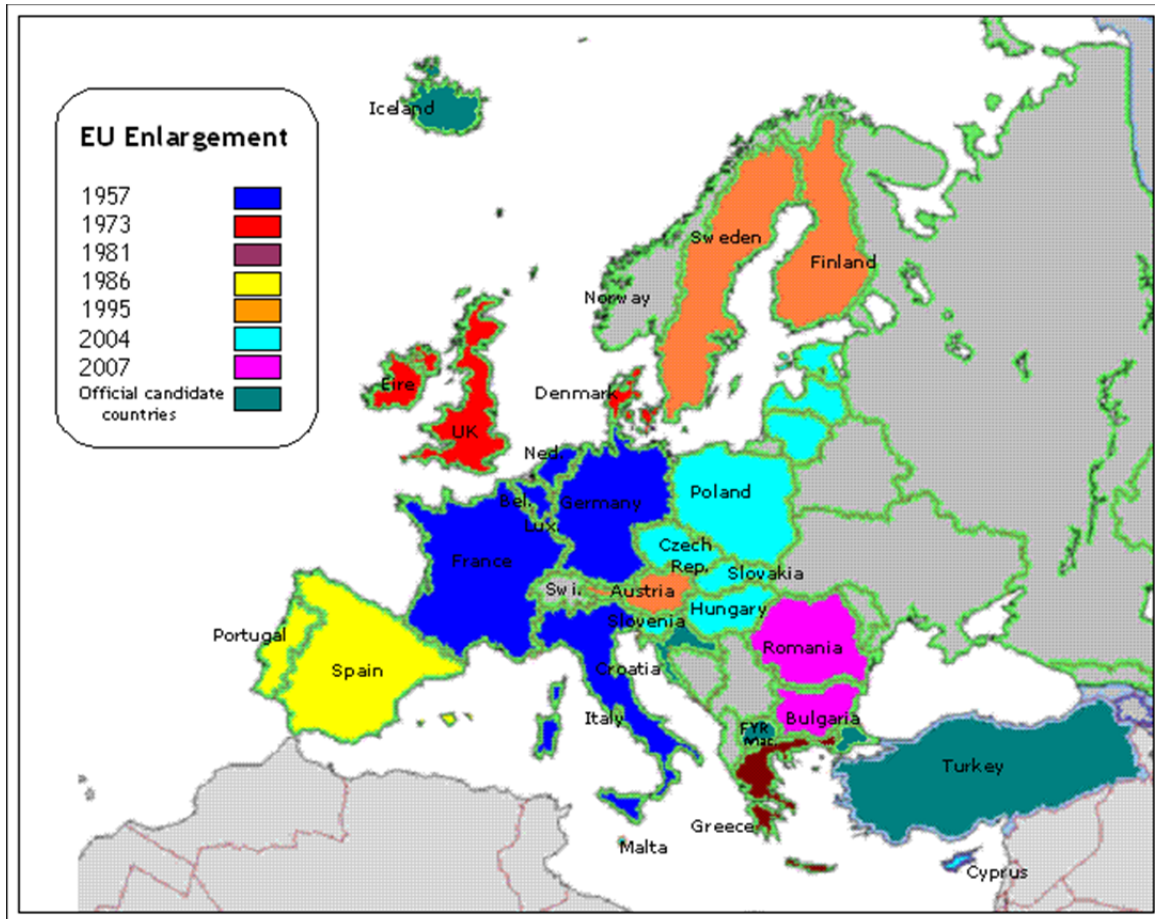 Iceland
EU Enlargement
1957
1973
1981
1986
1995
2004
2007
Official candidate
countries
Sweden
Finland
Norway
Eire
Denmark
UK
Ned.
Bel.
Germany
Poland
Lux
France
Czech
Rep.
Slovakia
Swi.
Austria
Hungary
Slovenia
Portugal
Spain
Romania
Croatia
Italy
Bulgaria
FYR
Mac
Turkey
Greece
Malta
Cyprus